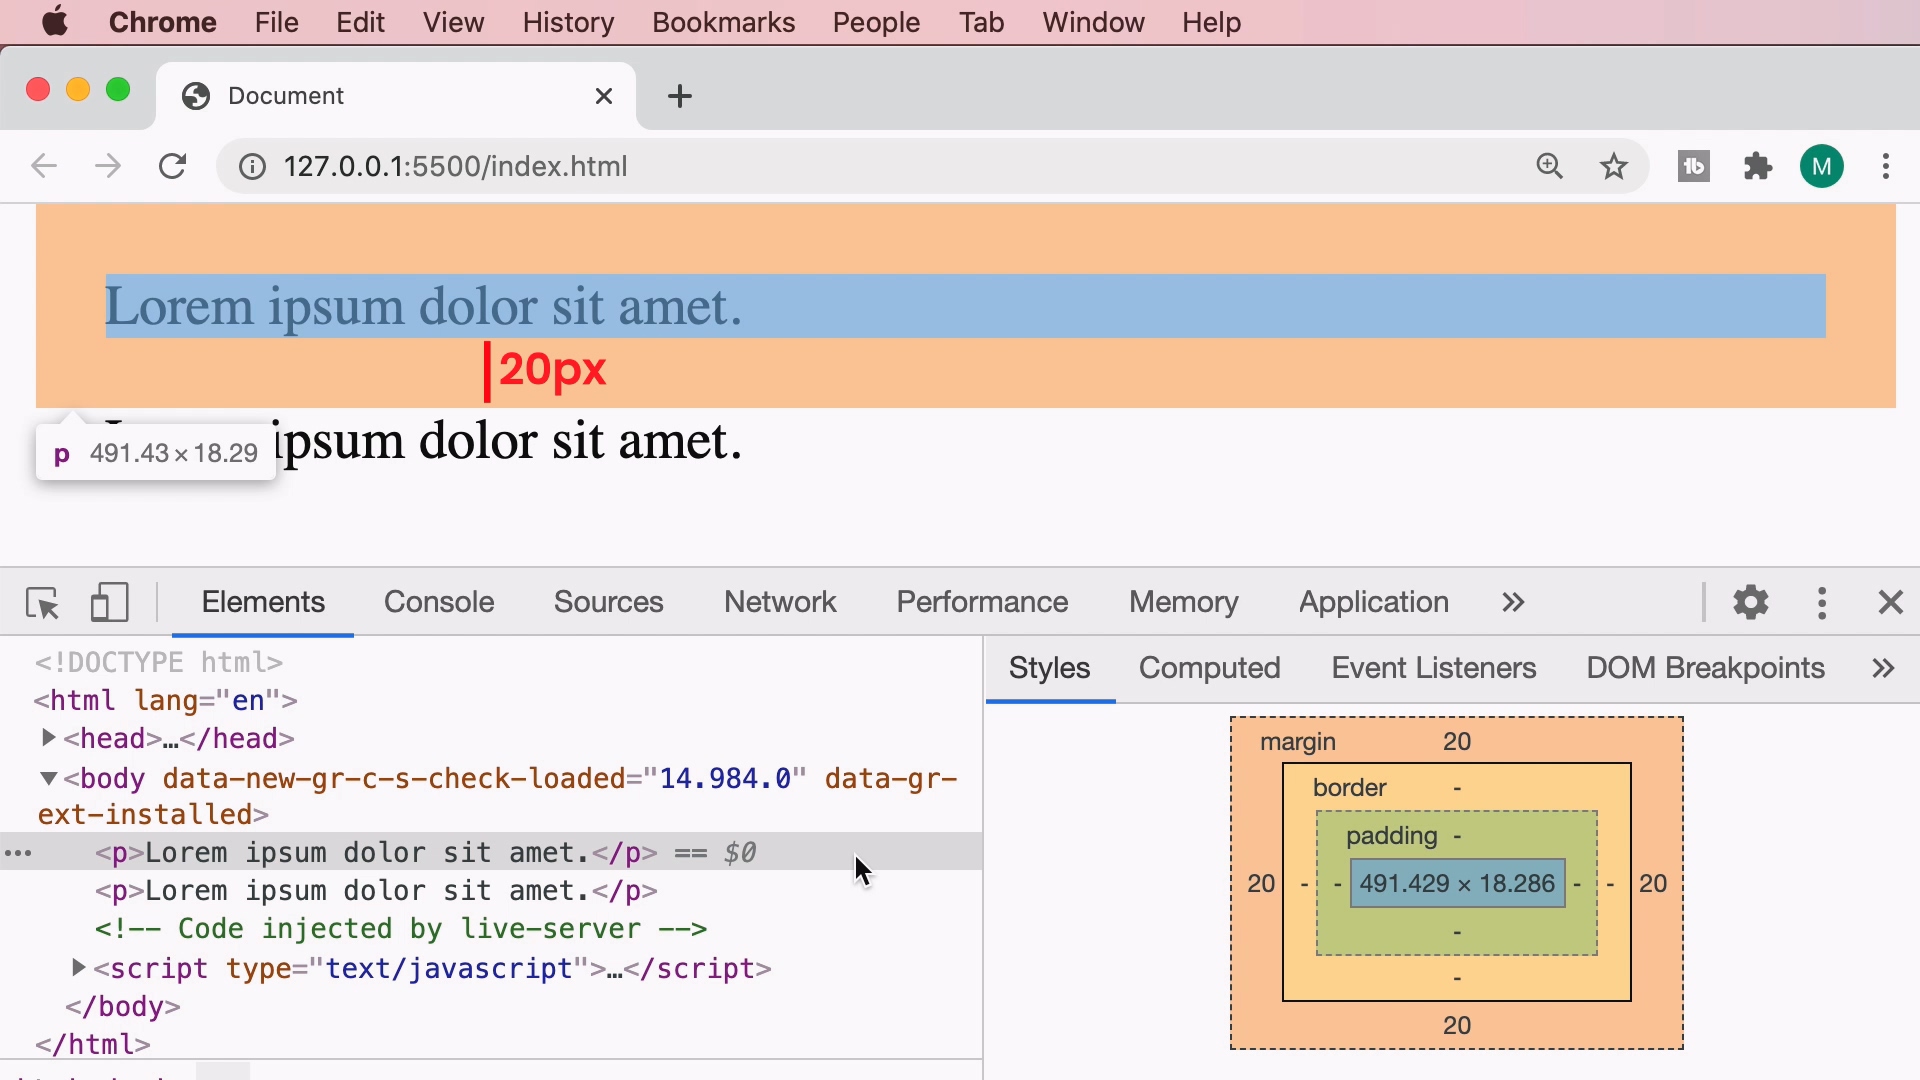 Chrome File Edit View History Bookmarks People Tab Window Help
Document
127.0.0.1:5500/index.html
M
Lorem ipsum dolor sit amet.
20px
ipsum dolor sit amet.
p 491.43×18.29
Elements Console Sources Network Performance Memory Application
<!DOCTYPE html>
<html lang="en">
<head>…</head>
<body data-new-gr-c-s-check-loaded="14.984.0" data-gr-
ext-installed>
<p>Lorem ipsum dolor sit amet.</p> == $0
<p>Lorem ipsum dolor sit amet.</p>
<!-- Code injected by live-server -->
<script type="text/javascript">…</script>
</body>
</html>
Styles Computed Event Listeners DOM Breakpoints
margin 20
border -
padding -
20 - - 491.429 × 18.286 - - 20
-
-
20